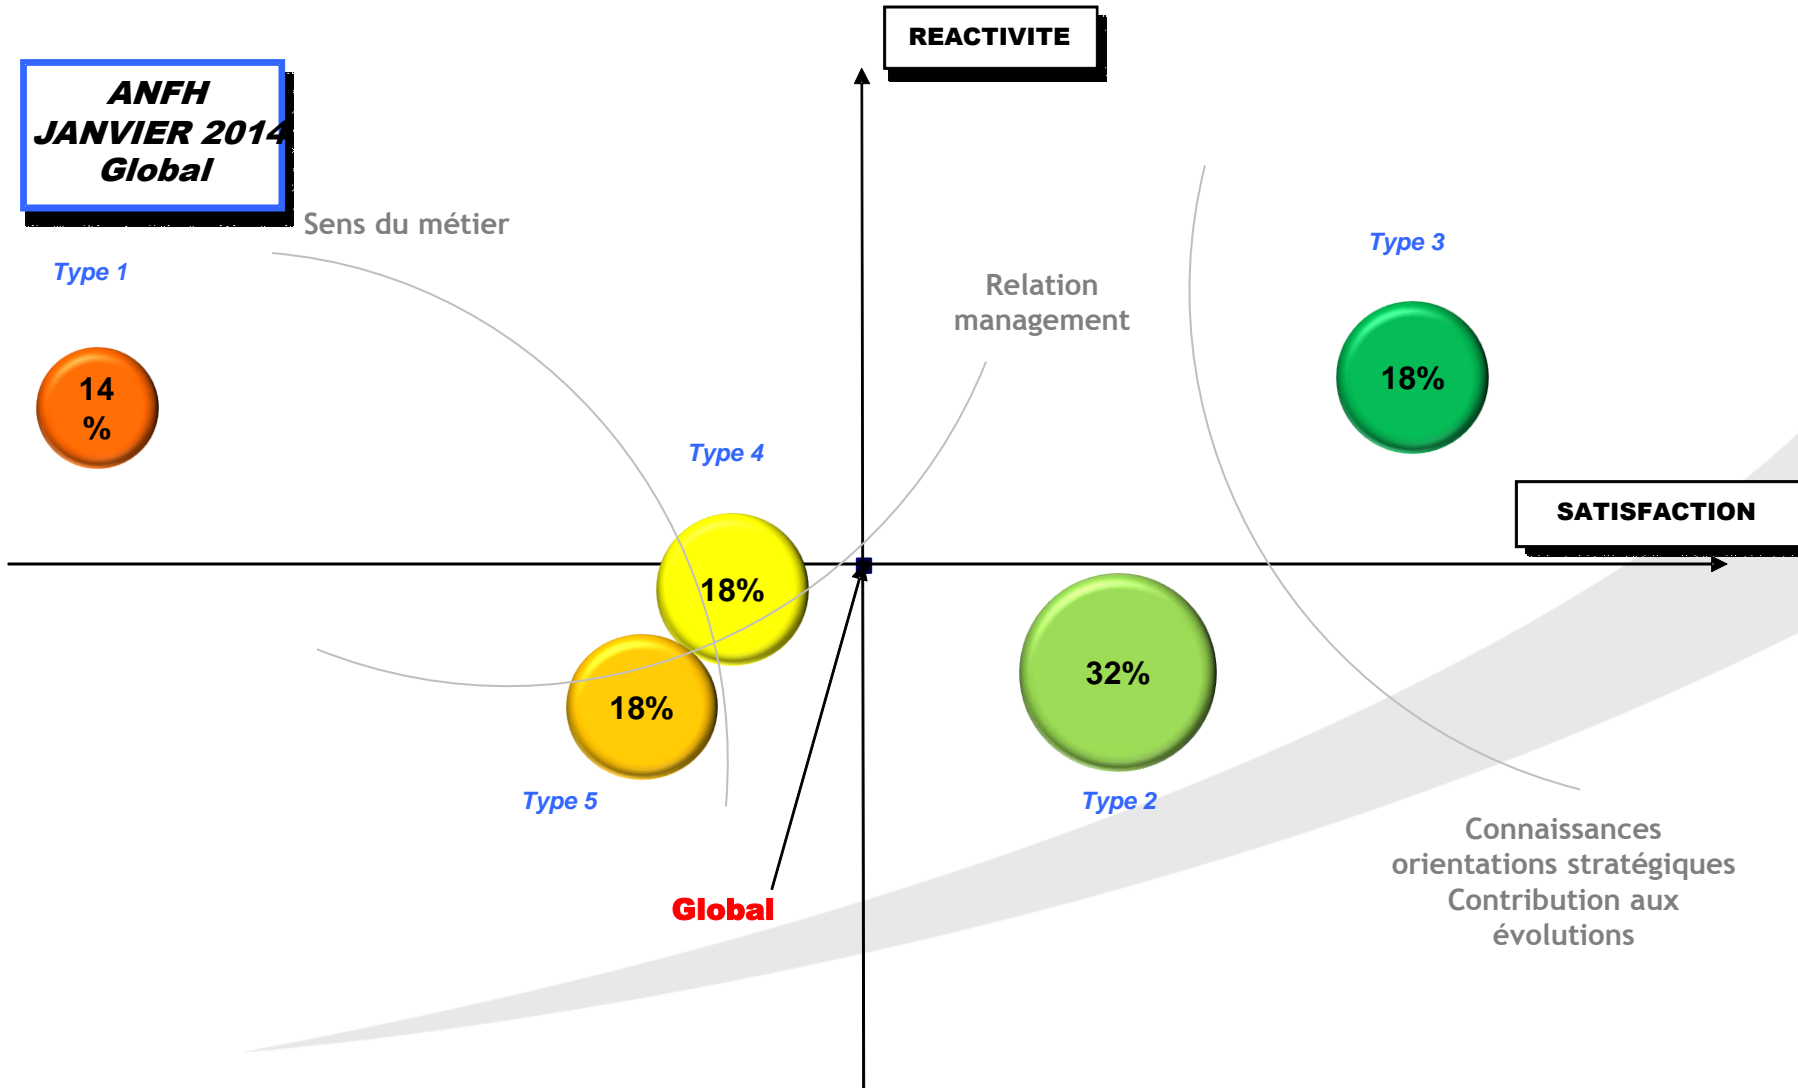 REACTIVITE
ANFH
JANVIER 2014
Global
Sens du métier
Type 1
Type 3
Relation
management
14
%
18%
Type 4
SATISFACTION
18%
32%
18%
Type 5
Type 2
Global
Connaissances
orientations stratégiques
Contribution aux
évolutions